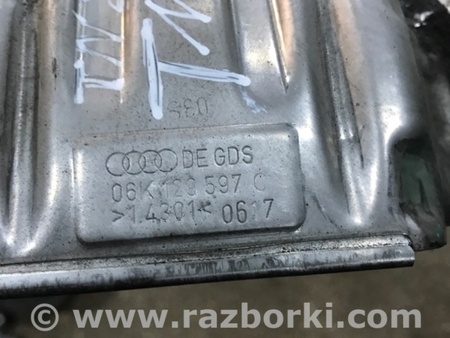 DE GDS
06K 129 597 C
>1.4301< 0617
www.razborki.com